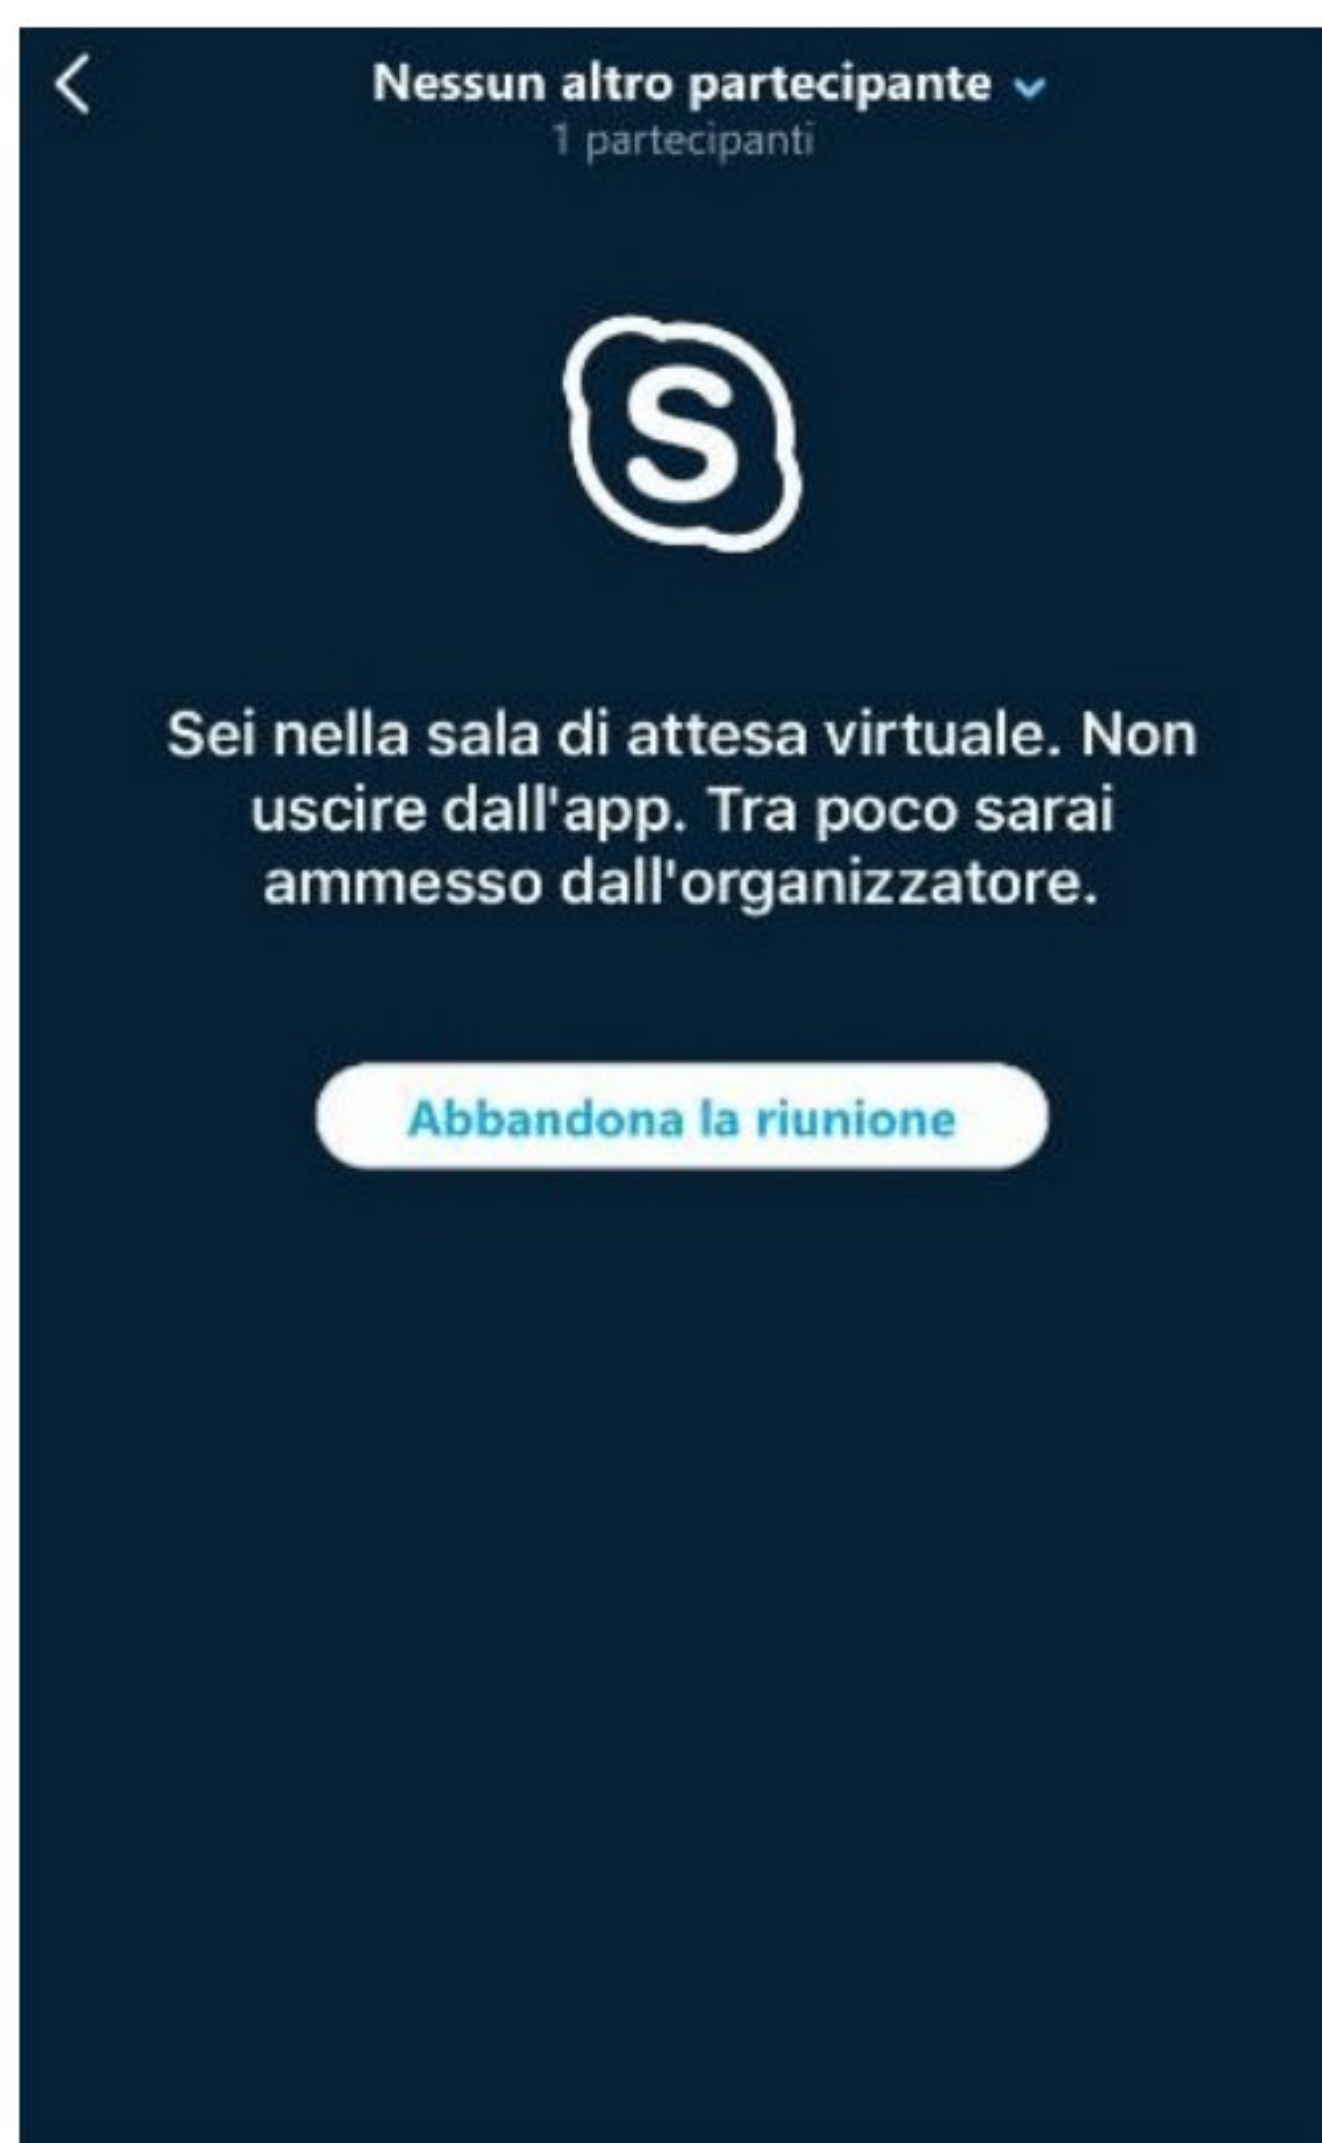 Nessun altro partecipante
1 partecipanti
S
Sei nella sala di attesa virtuale. Non
uscire dall'app. Tra poco sarai
ammesso dall'organizzatore.
Abbandona la riunione